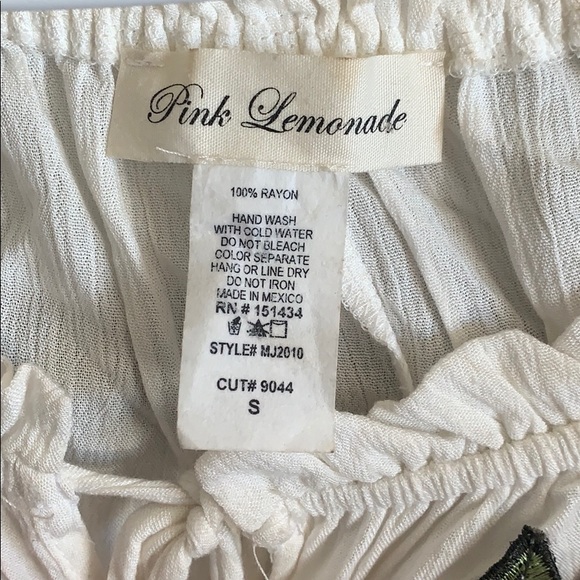 Pink Lemonade
100% RAYON
HAND WASH
WITH COLD WATER
DO NOT BLEACH
COLOR SEPARATE
HANG OR LINE DRY
DO NOT IRON
MADE IN MEXICO
RN # 151434
STYLE# MJ2010
CUT# 9044
S